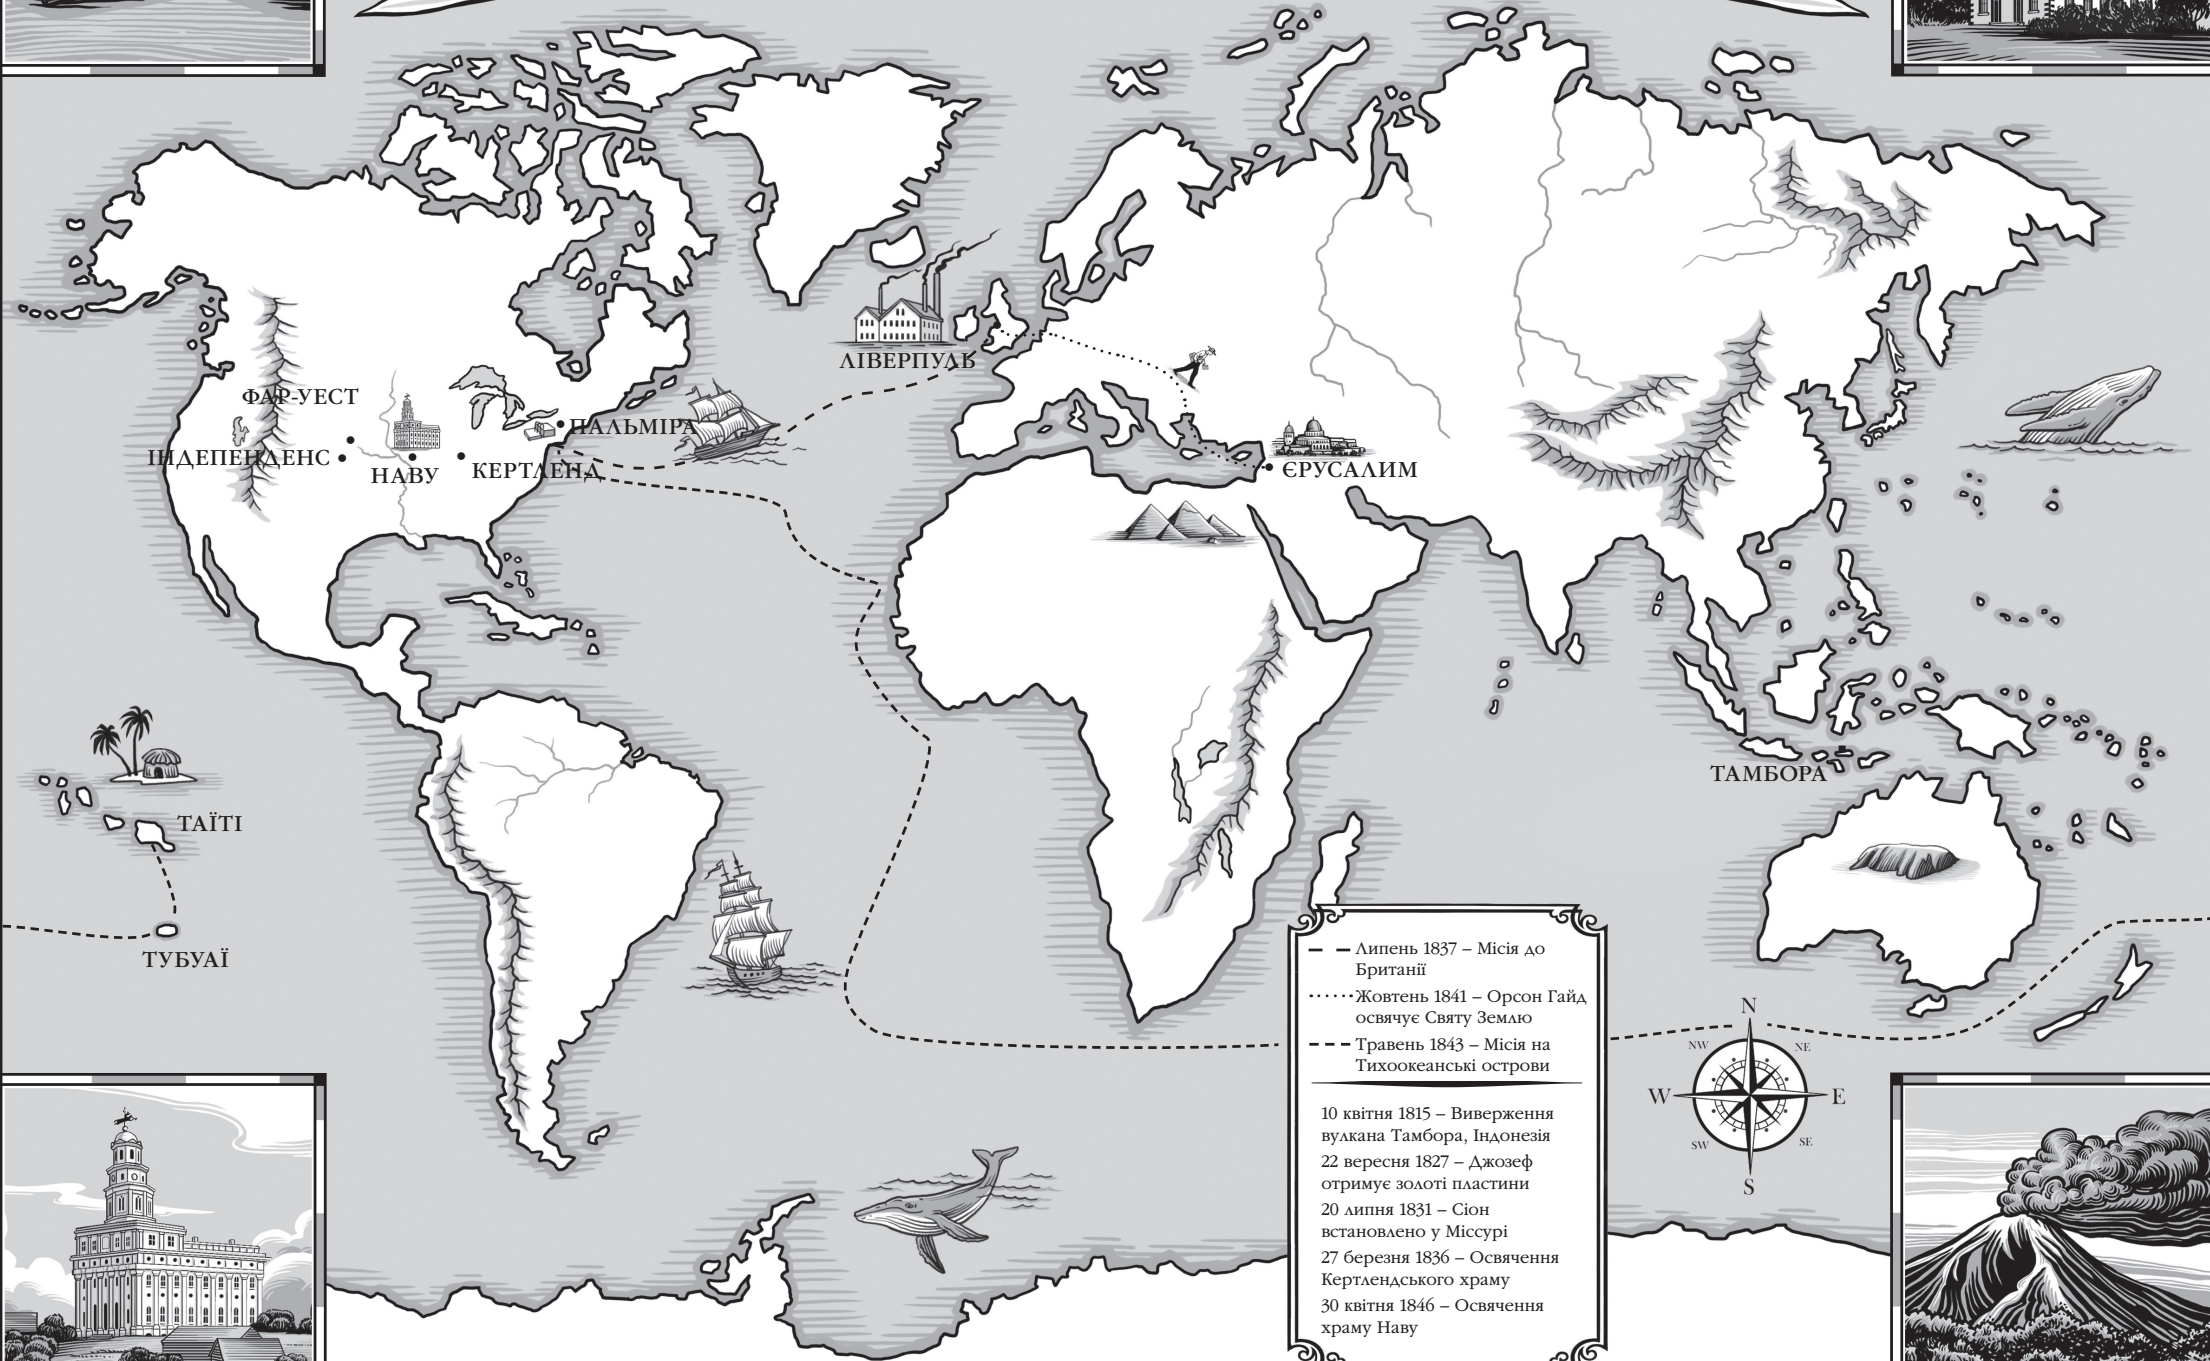 ЛІВЕРПУЛЬ
ФАР-УЕСТ
ПАЛЬМІРА
ІНДЕПЕНДЕНС
НАВУ
КЕРТЛЕНД
ЄРУСАЛИМ
ТАМБОРА
ТАЇТІ
ТУБУАЇ
Липень 1837 – Місія до
Британії
Жовтень 1841 – Орсон Гайд
освячує Святу Землю
Травень 1843 – Місія на
Тихоокеанські острови
10 квітня 1815 – Виверження
вулкана Тамбора, Індонезія
22 вересня 1827 – Джозеф
отримує золоті пластини
20 липня 1831 – Сіон
встановлено у Міссурі
27 березня 1836 – Освячення
Кертлендського храму
30 квітня 1846 – Освячення
храму Наву
N
NW
NE
W
E
SW
SE
S